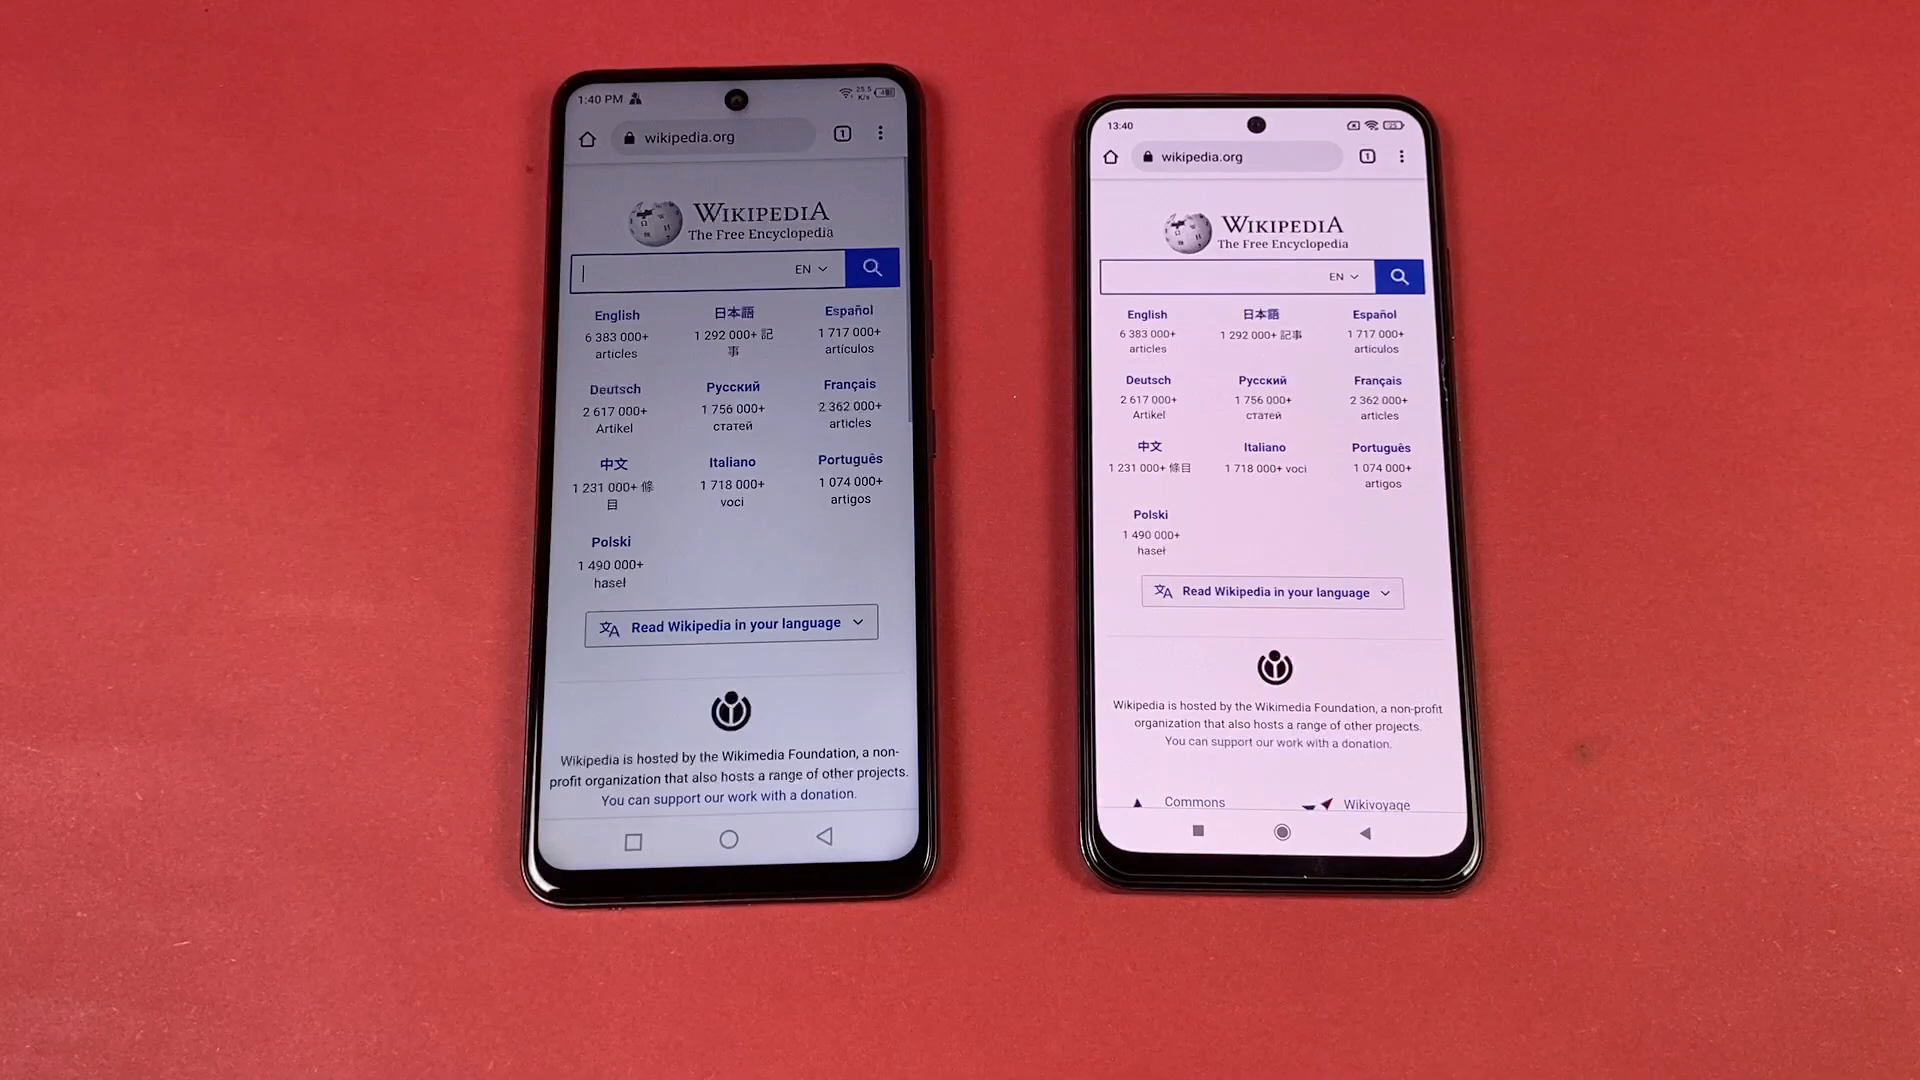 1:40 PM
25.5
K/s
wikipedia.org
1
WIKIPEDIA
The Free Encyclopedia
EN
English
日本語
Español
6 383 000+
articles
1 292 000+ 記
事
1 717 000+
artículos
Deutsch
Русский
Français
2 617 000+
Artikel
1 756 000+
статей
2 362 000+
articles
中文
Italiano
Português
1 231 000+ 條
目
1 718 000+
voci
1 074 000+
artigos
Polski
1 490 000+
haseł
Read Wikipedia in your language
Wikipedia is hosted by the Wikimedia Foundation, a non-
profit organization that also hosts a range of other projects.
You can support our work with a donation.
13:40
wikipedia.org
1
WIKIPEDIA
The Free Encyclopedia
EN
English
日本語
Español
6 383 000+
articles
1 292 000+ 記事
1 717 000+
artículos
Deutsch
Русский
Français
2 617 000+
Artikel
1 756 000+
статей
2 362 000+
articles
中文
Italiano
Português
1 231 000+ 條目
1 718 000+ voci
1 074 000+
artigos
Polski
1 490 000+
haseł
Read Wikipedia in your language
Wikipedia is hosted by the Wikimedia Foundation, a non-profit
organization that also hosts a range of other projects.
You can support our work with a donation.
Commons
Wikivoyage